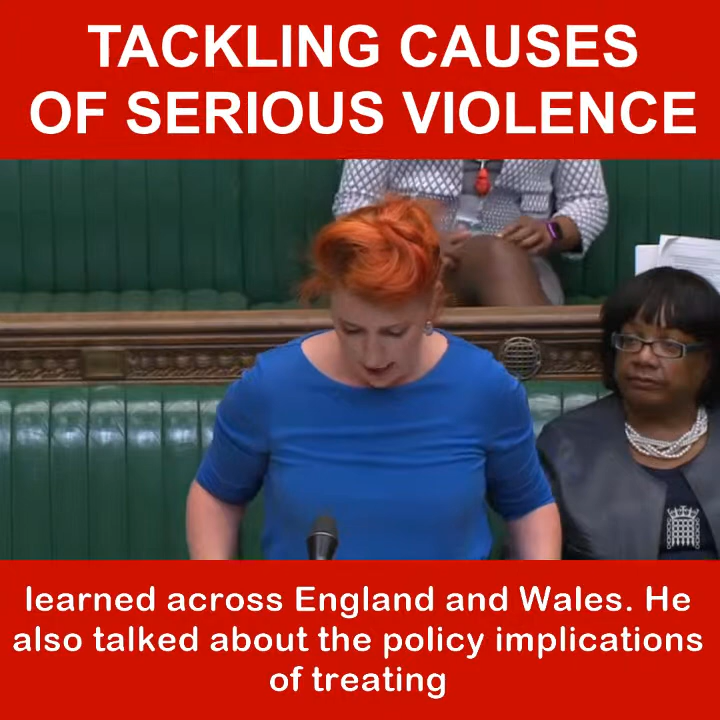 TACKLING CAUSES
OF SERIOUS VIOLENCE
learned across England and Wales. He
also talked about the policy implications
of treating